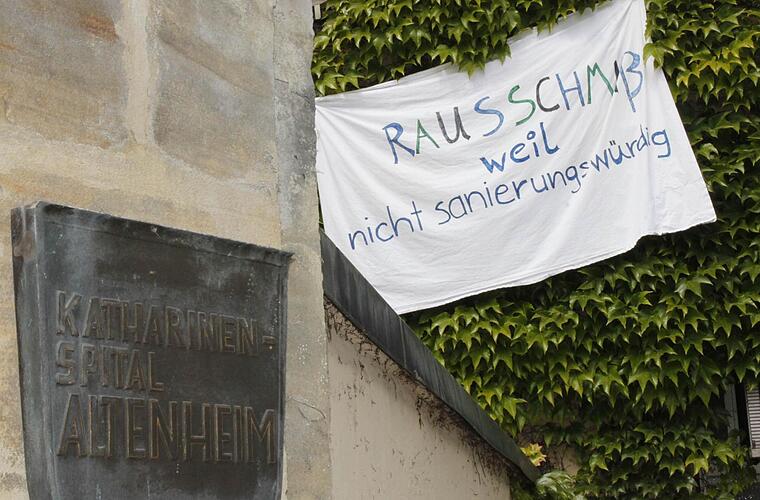 RAUSSCHMIß
weil
nicht sanierungswürdig
KATHARINEN=
SPITAL
ALTENHEIM